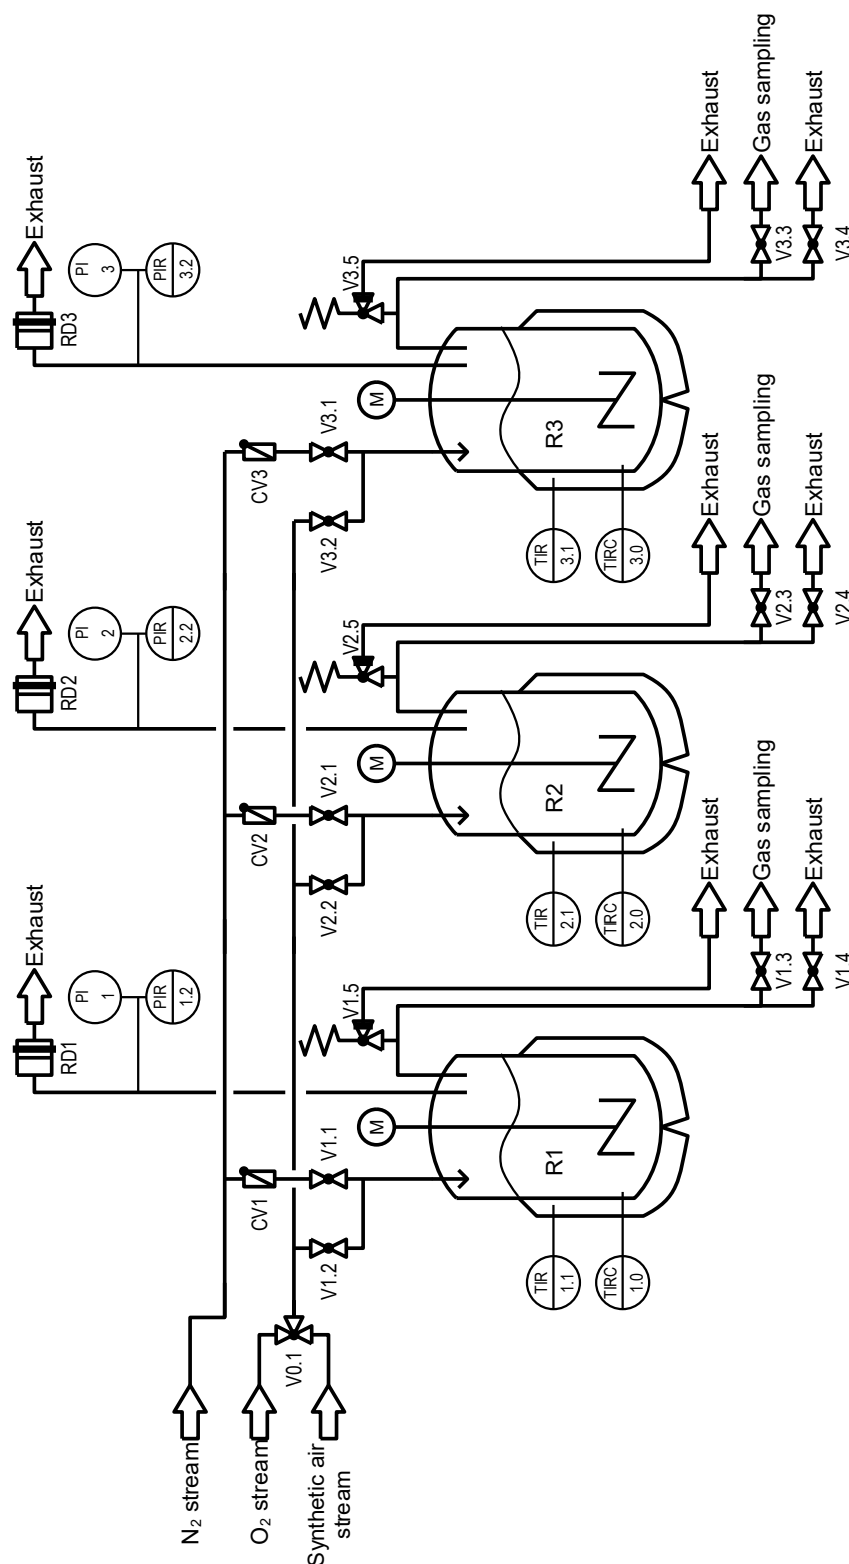 N₂ stream
O₂ stream
Synthetic air
stream
V0.1
Exhaust
RD1
PI
1
PIR
1.2
CV1
V1.1
V1.2
V1.5
M
R1
TIR
1.1
TIRC
1.0
Exhaust
Gas sampling
V1.3
Exhaust
V1.4
Exhaust
RD2
PI
2
PIR
2.2
CV2
V2.1
V2.2
V2.5
M
R2
TIR
2.1
TIRC
2.0
Exhaust
Gas sampling
V2.3
Exhaust
V2.4
Exhaust
RD3
PI
3
PIR
3.2
CV3
V3.1
V3.2
V3.5
M
R3
TIR
3.1
TIRC
3.0
Exhaust
Gas sampling
V3.3
Exhaust
V3.4